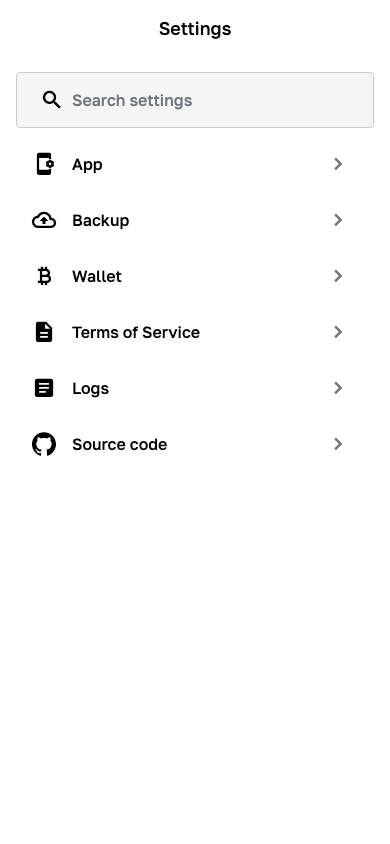 Settings
Search settings
App
Backup
Wallet
Terms of Service
Logs
Source code